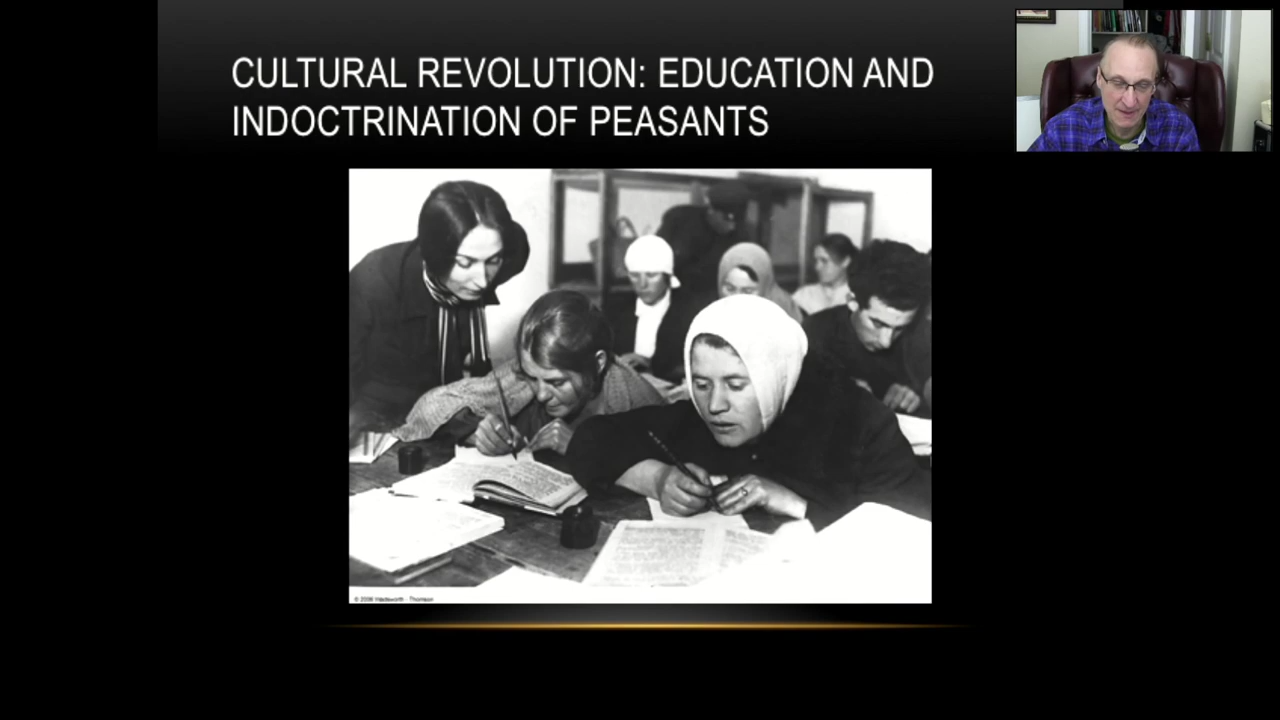 CULTURAL REVOLUTION: EDUCATION AND
INDOCTRINATION OF PEASANTS
© 2006 Wadsworth - Thomson